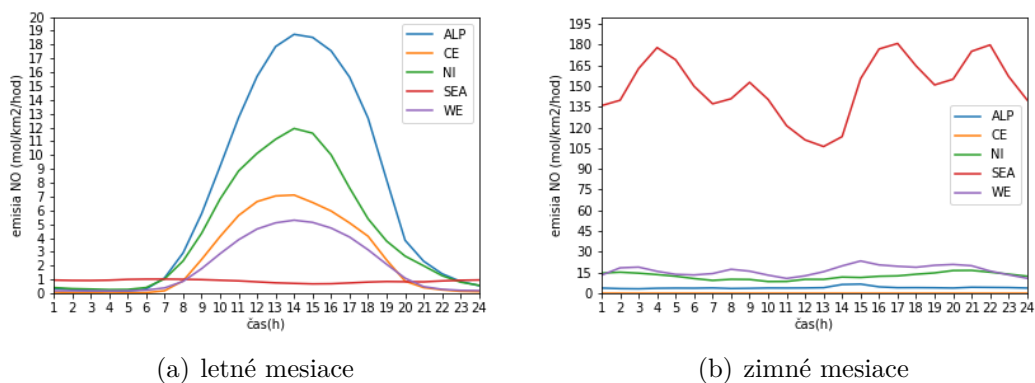 20
19
18
17
16
15
14
13
12
11
10
9
8
7
6
5
4
3
2
1
0
emisia NO (mol/km2/hod)
ALP
CE
NI
SEA
WE
1 2 3 4 5 6 7 8 9 10 11 12 13 14 15 16 17 18 19 20 21 22 23 24
čas(h)
(a) letné mesiace
195
180
165
150
135
120
105
90
75
60
45
30
15
0
emisia NO (mol/km2/hod)
ALP
CE
NI
SEA
WE
1 2 3 4 5 6 7 8 9 10 11 12 13 14 15 16 17 18 19 20 21 22 23 24
čas(h)
(b) zimné mesiace